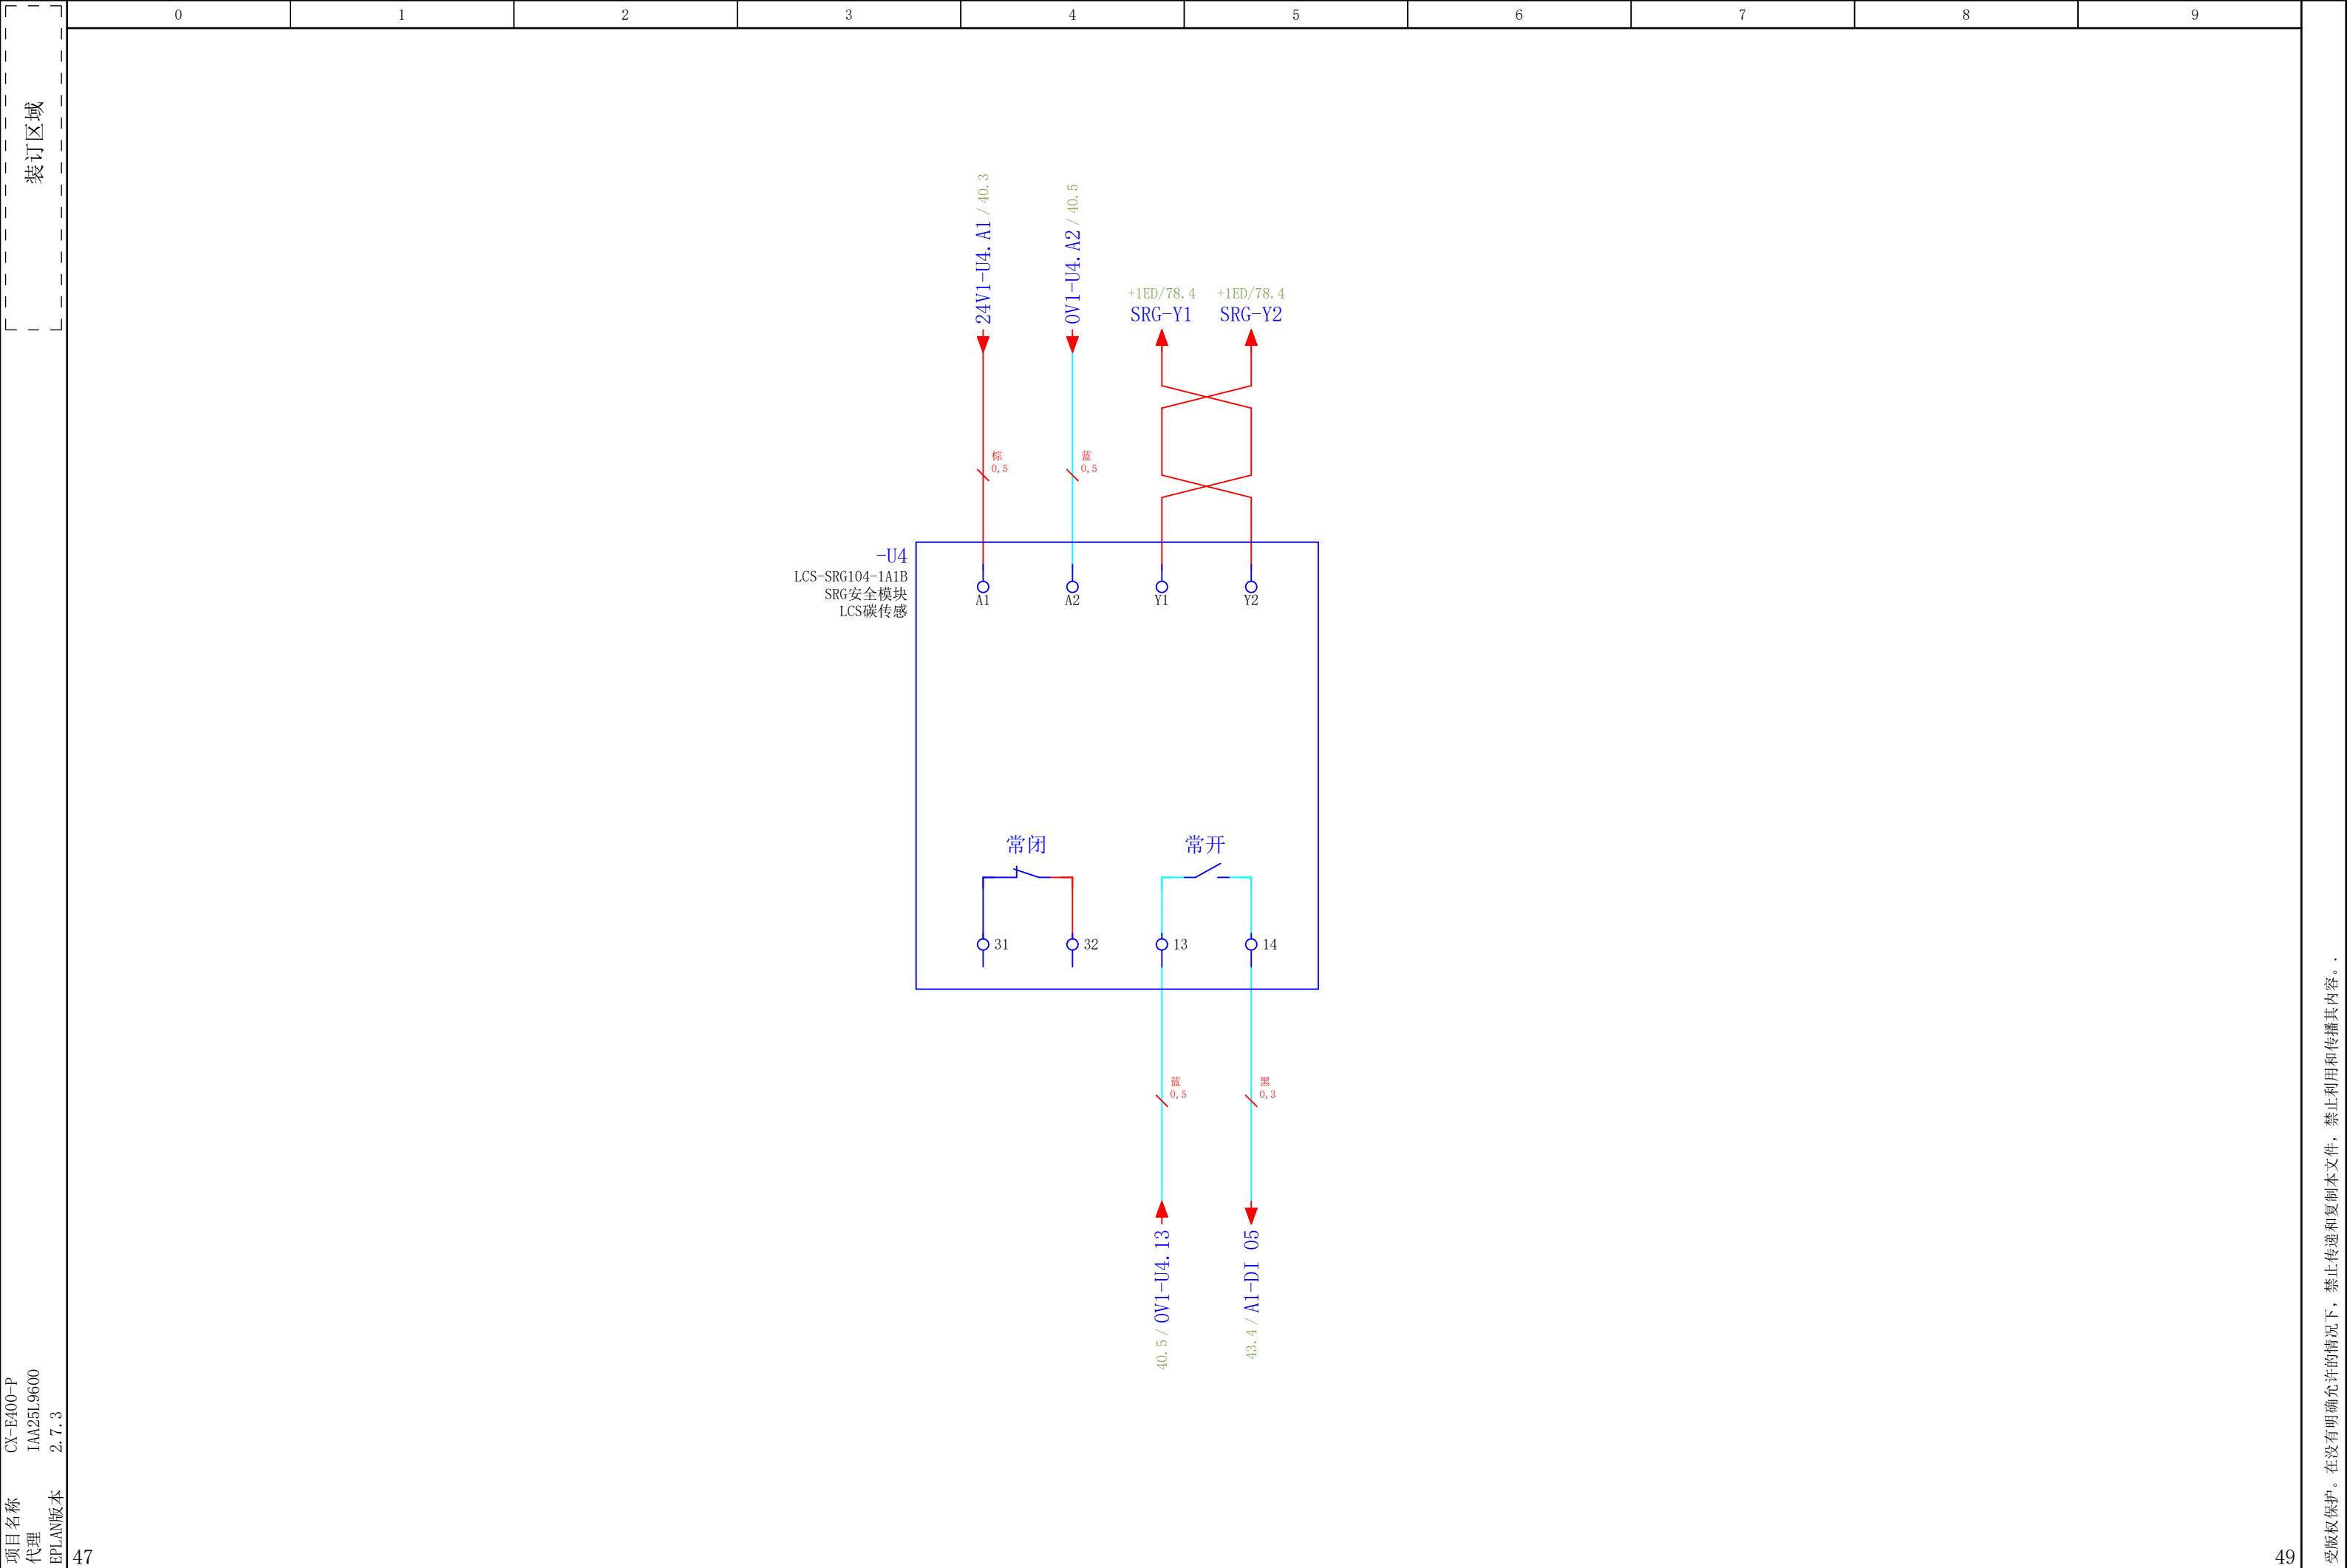 0
1
2
3
4
5
6
7
8
9
装订区域
24V1-U4.A1 / 40.3
0V1-U4.A2 / 40.5
+1ED/78.4
SRG-Y1
+1ED/78.4
SRG-Y2
棕
0,5
蓝
0,5
-U4
LCS-SRG104-1A1B
SRG安全模块
LCS碳传感
A1
A2
Y1
Y2
常闭
常开
31
32
13
14
蓝
0,5
黑
0,3
40.5 / 0V1-U4.13
43.4 / A1-DI 05
项目名称 CX-E400-P
代理 IAA25L9600
EPLAN版本 2.7.3
47
49
受版权保护。在没有明确允许的情况下，禁止传递和复制本文件，禁止利用和传播其内容。.